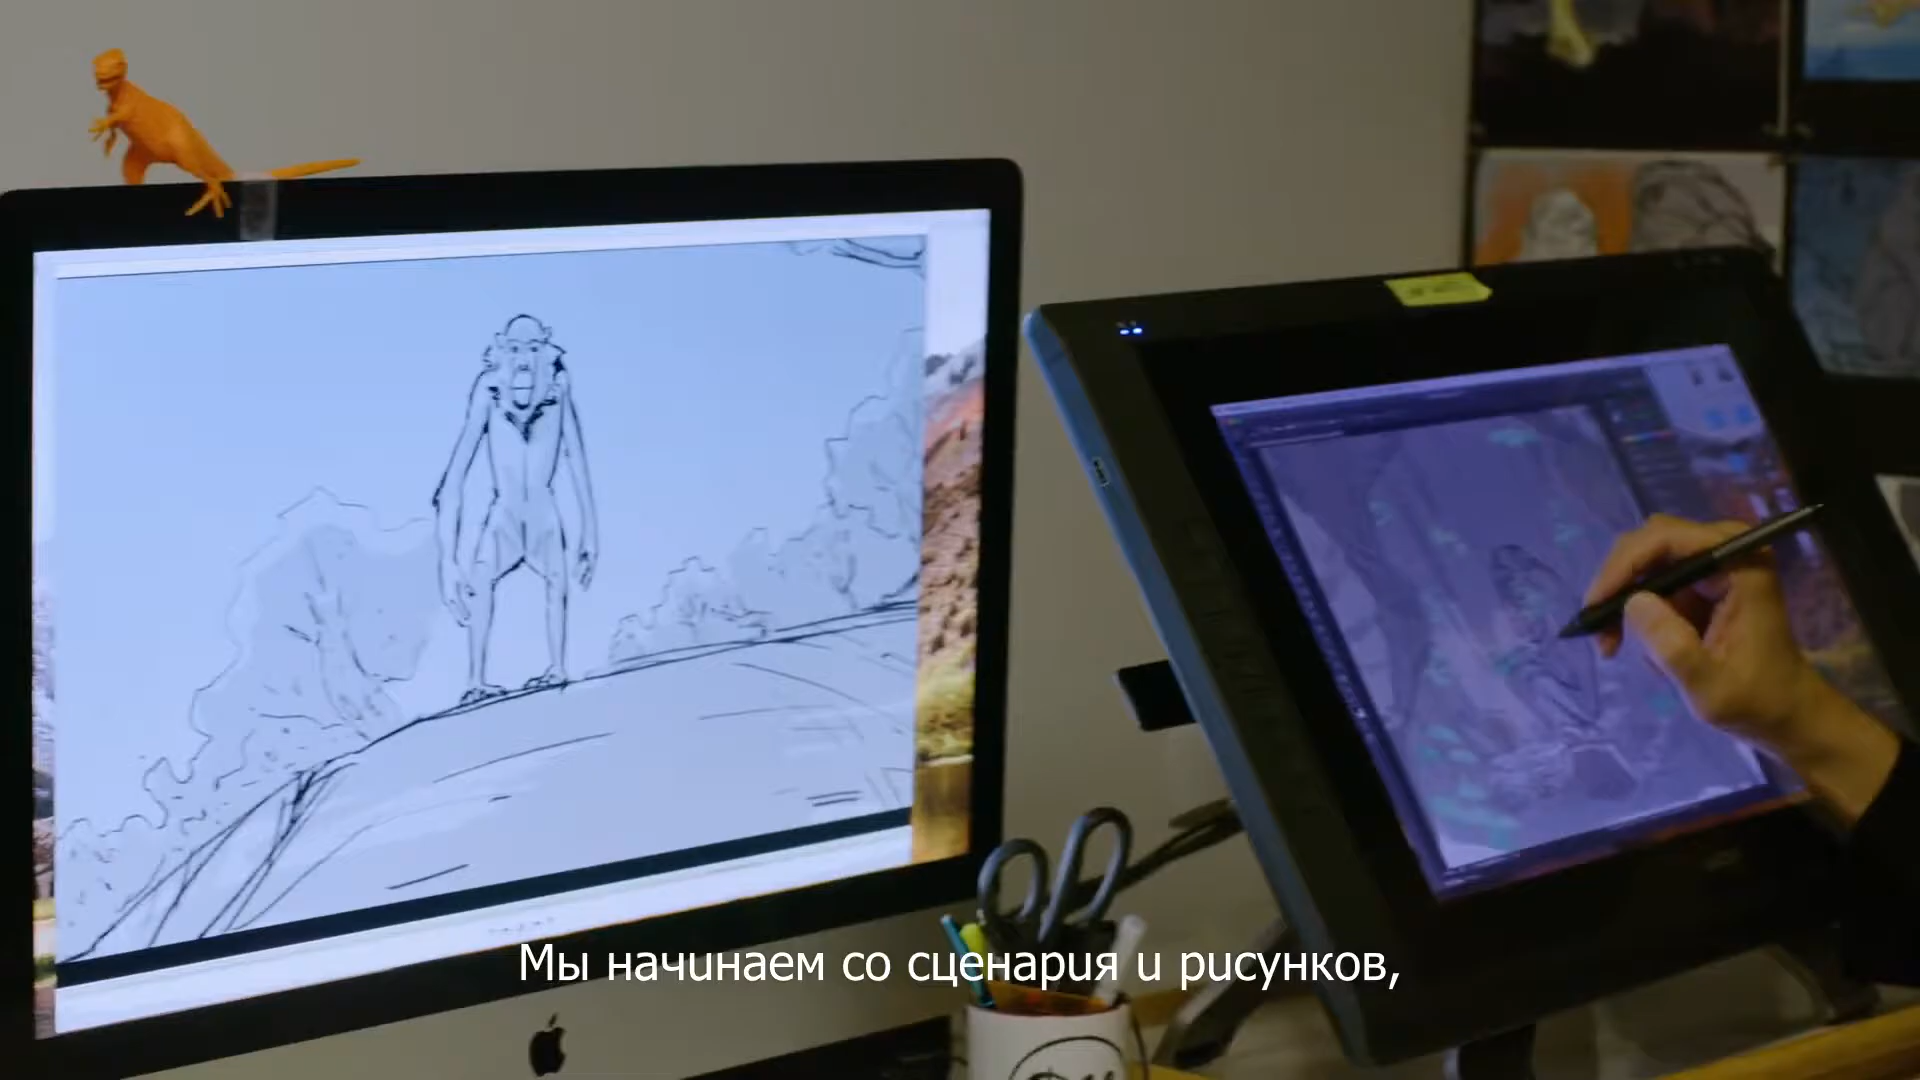 Мы начинаем со сценария и рисунков,